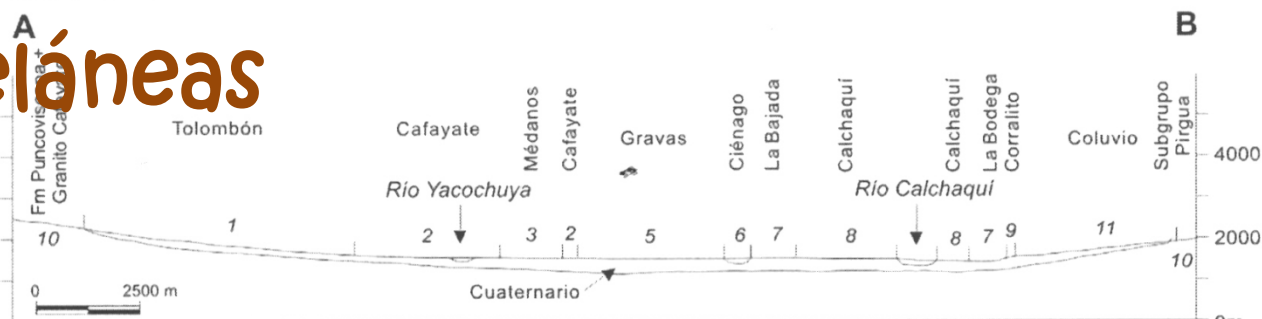 A
B
eláneas
Fm Puncoviscana +
Granito Cafayate
Tolombón
Cafayate
Médanos
Cafayate
Gravas
Ciénago
La Bajada
Calchaquí
Calchaquí
La Bodega
Corralito
Coluvio
Subgrupo
Pirgua
4000
Río Yacochuya
Río Calchaquí
10
1
2
3
2
5
6
7
8
8
7
9
11
2000
10
0
2500 m
Cuaternario
0m